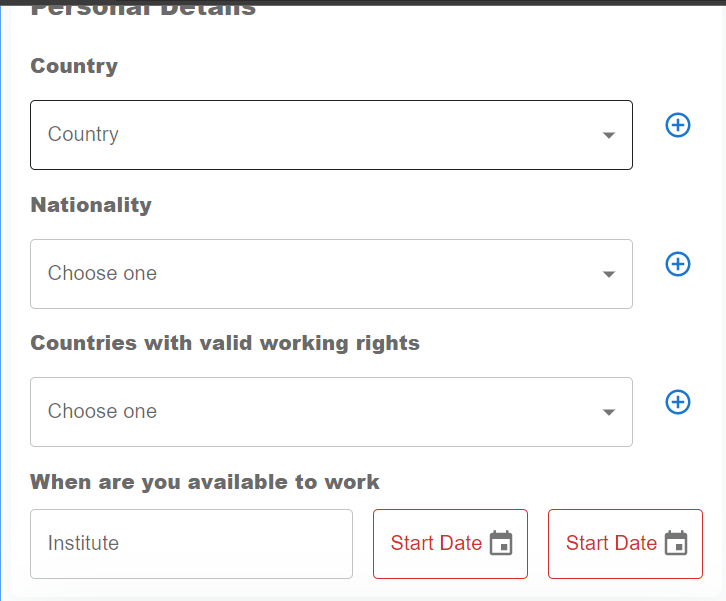 Personal Details
Country
Country
Nationality
Choose one
Countries with valid working rights
Choose one
When are you available to work
Institute Start Date Start Date